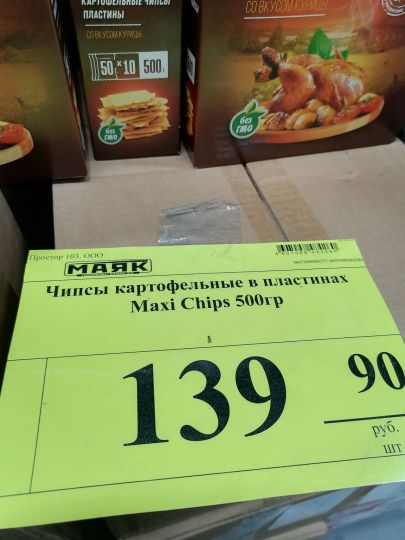 КАРТОФЕЛЬНЫЕ ЧИПСЫ
ПЛАСТИНЫ
СО ВКУСОМ КУРИЦЫ
СО ВКУСОМ КУРИЦЫ
50 х 10 500 г
без
ГМО
без
ГМО
Простор 103, ООО
МАЯК
Чипсы картофельные в пластинах
Maxi Chips 500гр
139
90
руб.
шт